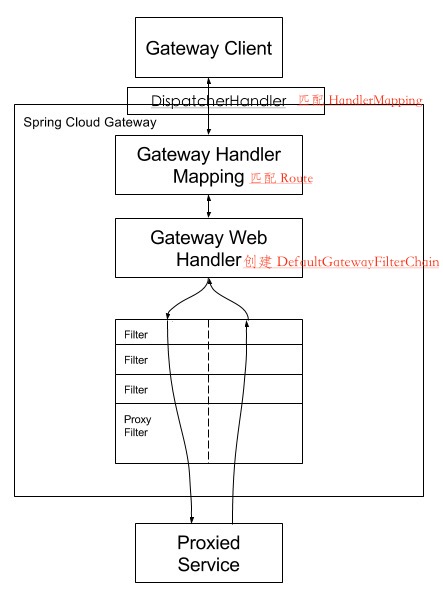 Gateway Client
DispatcherHandler 匹配 HandlerMapping
Spring Cloud Gateway
Gateway Handler
Mapping 匹配 Route
Gateway Web
Handler 创建 DefaultGatewayFilterChain
Filter
Filter
Filter
Proxy
Filter
Proxied
Service